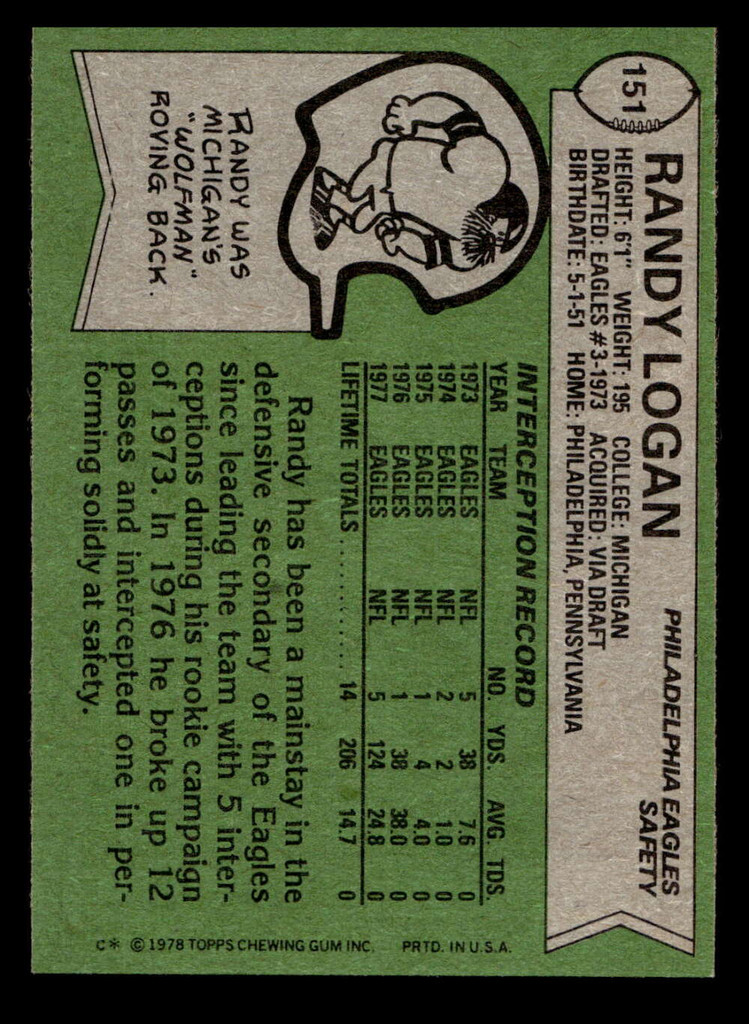 151
RANDY LOGAN
PHILADELPHIA EAGLES
SAFETY
HEIGHT: 6'1" WEIGHT: 195 COLLEGE: MICHIGAN
DRAFTED: EAGLES #3-1973 ACQUIRED: VIA DRAFT
BIRTHDATE: 5-1-51 HOME: PHILADELPHIA, PENNSYLVANIA
RANDY WAS
MICHIGAN'S
"WOLFMAN"
ROVING BACK.
INTERCEPTION RECORD
YEAR TEAM NO. YDS. AVG. TDS.
1973 EAGLES NFL 5 38 7.6 0
1974 EAGLES NFL 2 2 1.0 0
1975 EAGLES NFL 1 4 4.0 0
1976 EAGLES NFL 1 38 38.0 0
1977 EAGLES NFL 5 124 24.8 0
LIFETIME TOTALS .............. 14 206 14.7 0
Randy has been a mainstay in the
defensive secondary of the Eagles
since leading the team with 5 inter-
ceptions during his rookie campaign
of 1973. In 1976 he broke up 12
passes and intercepted one in per-
forming solidly at safety.
C* © 1978 TOPPS CHEWING GUM INC. PRTD. IN U.S.A.